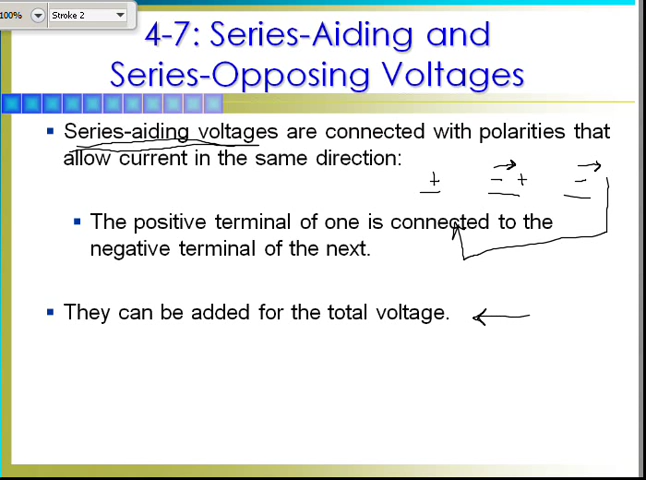 100%
Stroke 2
4-7: Series-Aiding and
Series-Opposing Voltages
▪ Series-aiding voltages are connected with polarities that
allow current in the same direction:
+ - + -
▪ The positive terminal of one is connected to the
negative terminal of the next.
▪ They can be added for the total voltage.